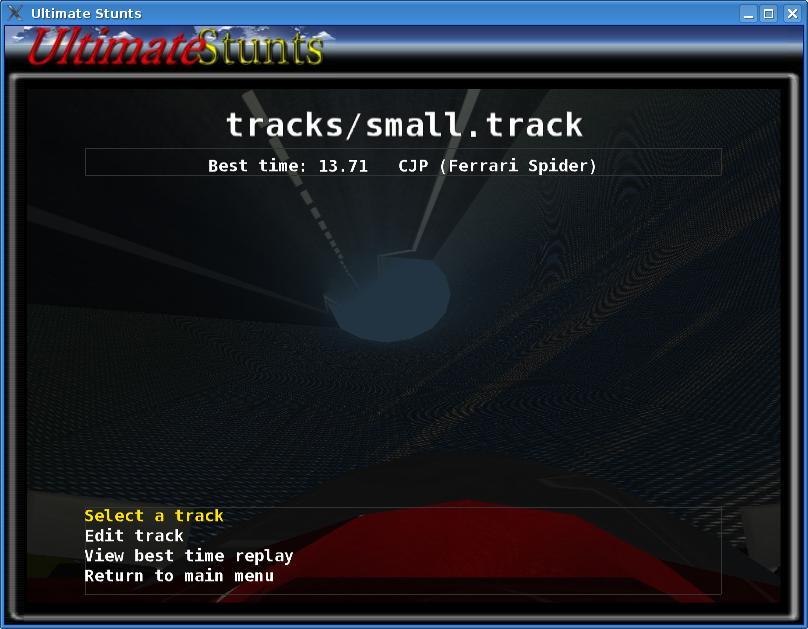 Ultimate Stunts
UltimateStunts
tracks/small.track
Best time: 13.71 CJP (Ferrari Spider)
Select a track
Edit track
View best time replay
Return to main menu